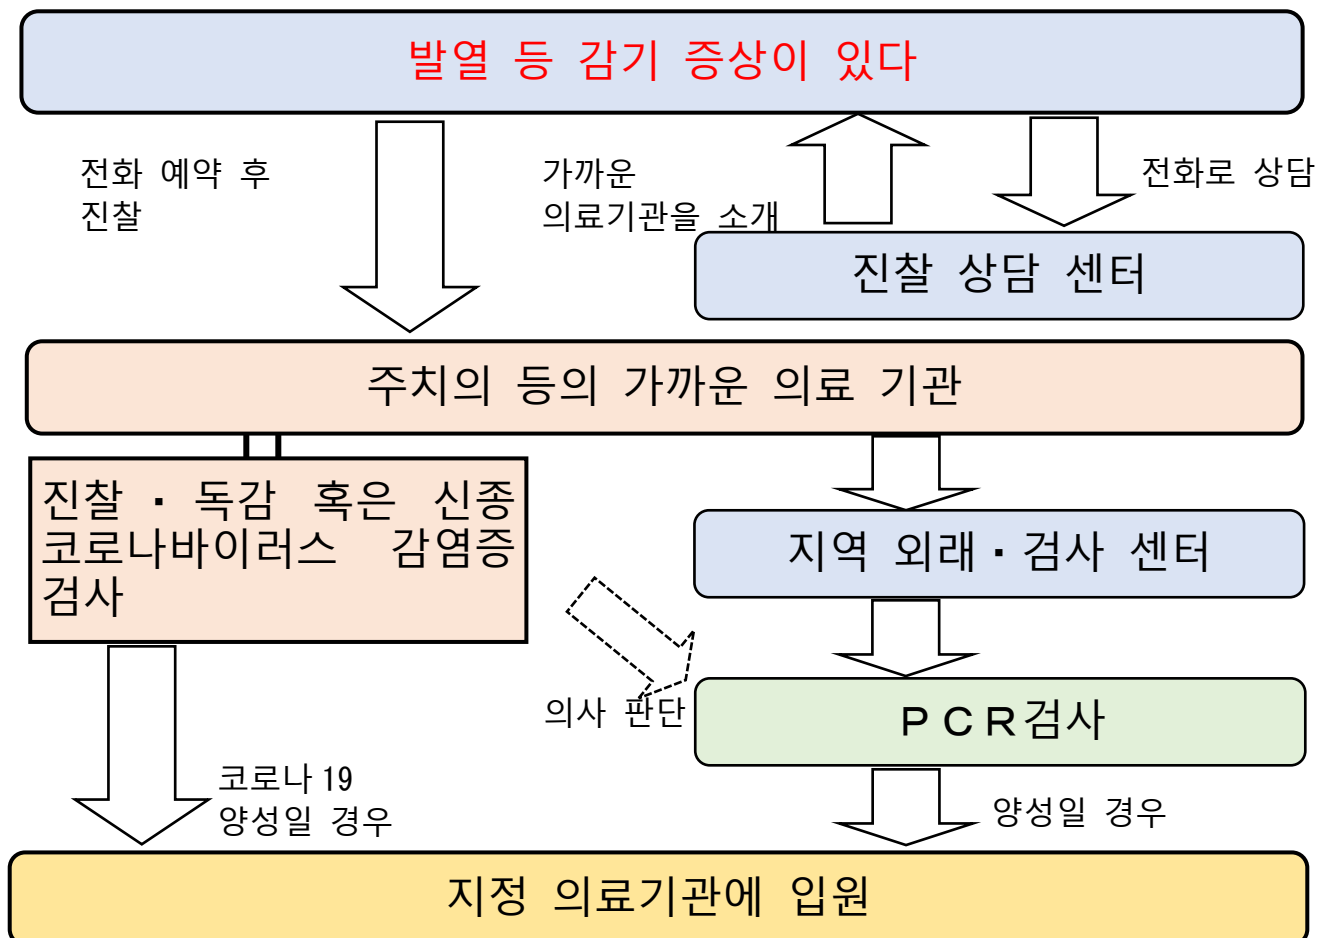 발열 등 감기 증상이 있다
전화 예약 후
진찰
가까운
의료기관을 소개
전화로 상담
진찰 상담 센터
주치의 등의 가까운 의료 기관
진찰 · 독감 혹은 신종
코로나바이러스 감염증
검사
지역 외래·검사 센터
의사 판단
PCR검사
코로나19
양성일 경우
양성일 경우
지정 의료기관에 입원